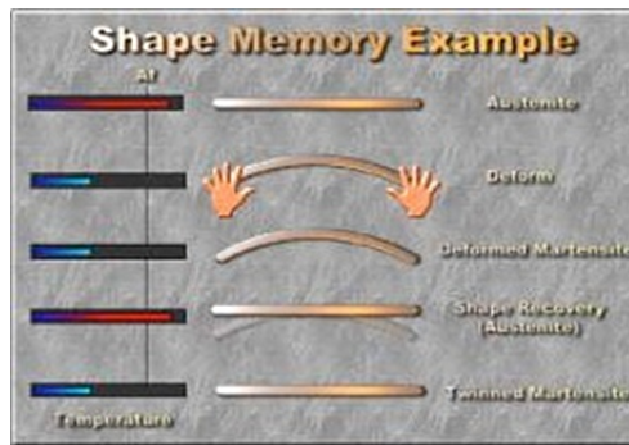 Shape Memory Example
Af
Austenite
Deform
Deformed Martensite
Shape Recovery
(Austenite)
Twinned Martensite
Temperature